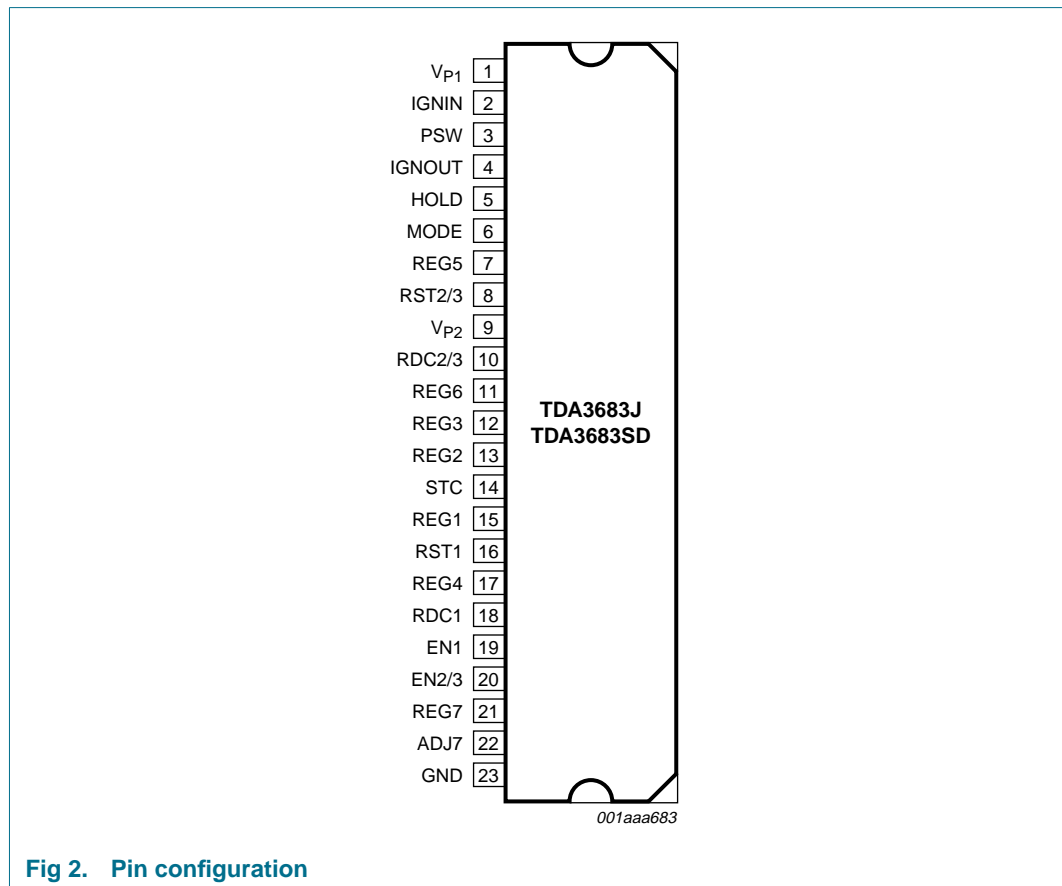 VP1 1
IGNIN 2
PSW 3
IGNOUT 4
HOLD 5
MODE 6
REG5 7
RST2/3 8
VP2 9
RDC2/3 10
REG6 11
REG3 12
REG2 13
STC 14
REG1 15
RST1 16
REG4 17
RDC1 18
EN1 19
EN2/3 20
REG7 21
ADJ7 22
GND 23
TDA3683J
TDA3683SD
001aaa683
Fig 2. Pin configuration